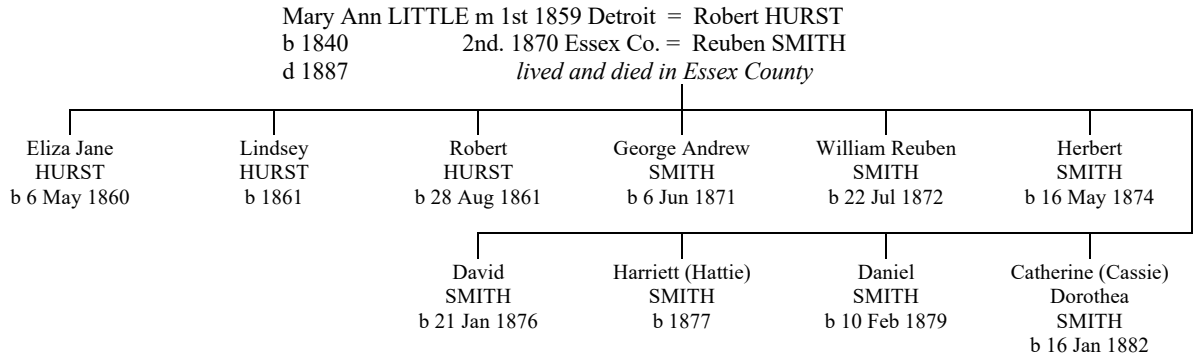 Mary Ann LITTLE m 1st 1859 Detroit = Robert HURST
b 1840 2nd. 1870 Essex Co. = Reuben SMITH
d 1887 lived and died in Essex County
Eliza Jane
HURST
b 6 May 1860
Lindsey
HURST
b 1861
Robert
HURST
b 28 Aug 1861
George Andrew
SMITH
b 6 Jun 1871
William Reuben
SMITH
b 22 Jul 1872
Herbert
SMITH
b 16 May 1874
David
SMITH
b 21 Jan 1876
Harriett (Hattie)
SMITH
b 1877
Daniel
SMITH
b 10 Feb 1879
Catherine (Cassie)
Dorothea
SMITH
b 16 Jan 1882